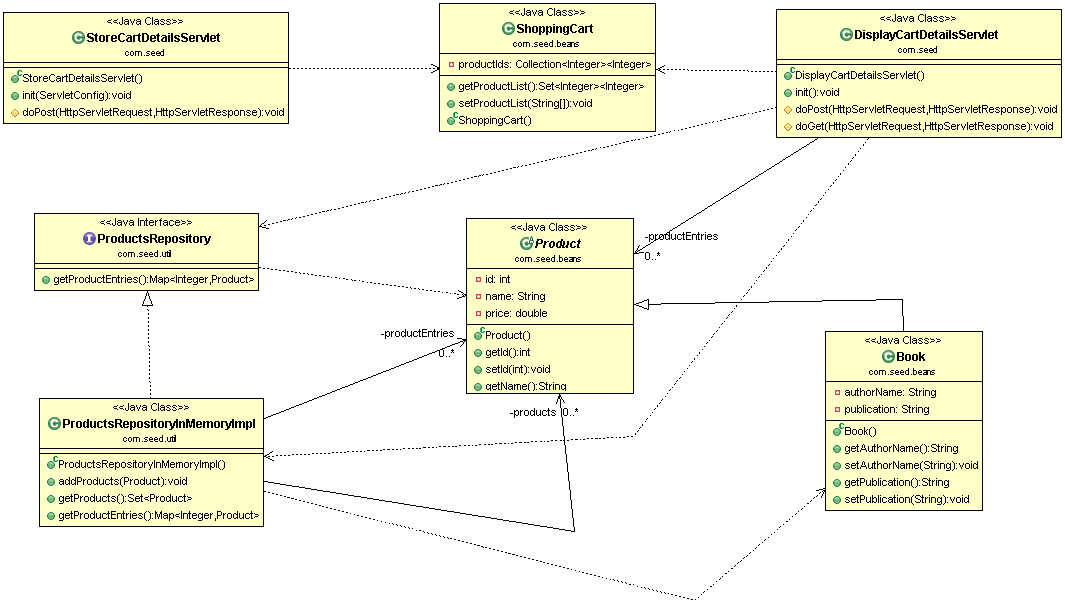 <<Java Class>>
StoreCartDetailsServlet
com.seed
StoreCartDetailsServlet()
init(ServletConfig):void
doPost(HttpServletRequest,HttpServletResponse):void
<<Java Class>>
ShoppingCart
com.seed.beans
productIds: Collection<Integer><Integer>
getProductList():Set<Integer><Integer>
setProductList(String[]):void
ShoppingCart()
<<Java Class>>
DisplayCartDetailsServlet
com.seed
DisplayCartDetailsServlet()
init():void
doPost(HttpServletRequest,HttpServletResponse):void
doGet(HttpServletRequest,HttpServletResponse):void
<<Java Interface>>
ProductsRepository
com.seed.util
getProductEntries():Map<Integer,Product>
<<Java Class>>
Product
com.seed.beans
id: int
name: String
price: double
Product()
getId():int
setId(int):void
getName():String
-productEntries
0..*
-productEntries
0..*
-products
0..*
<<Java Class>>
Book
com.seed.beans
authorName: String
publication: String
Book()
getAuthorName():String
setAuthorName(String):void
getPublication():String
setPublication(String):void
<<Java Class>>
ProductsRepositoryInMemoryImpl
com.seed.util
ProductsRepositoryInMemoryImpl()
addProducts(Product):void
getProducts():Set<Product>
getProductEntries():Map<Integer,Product>